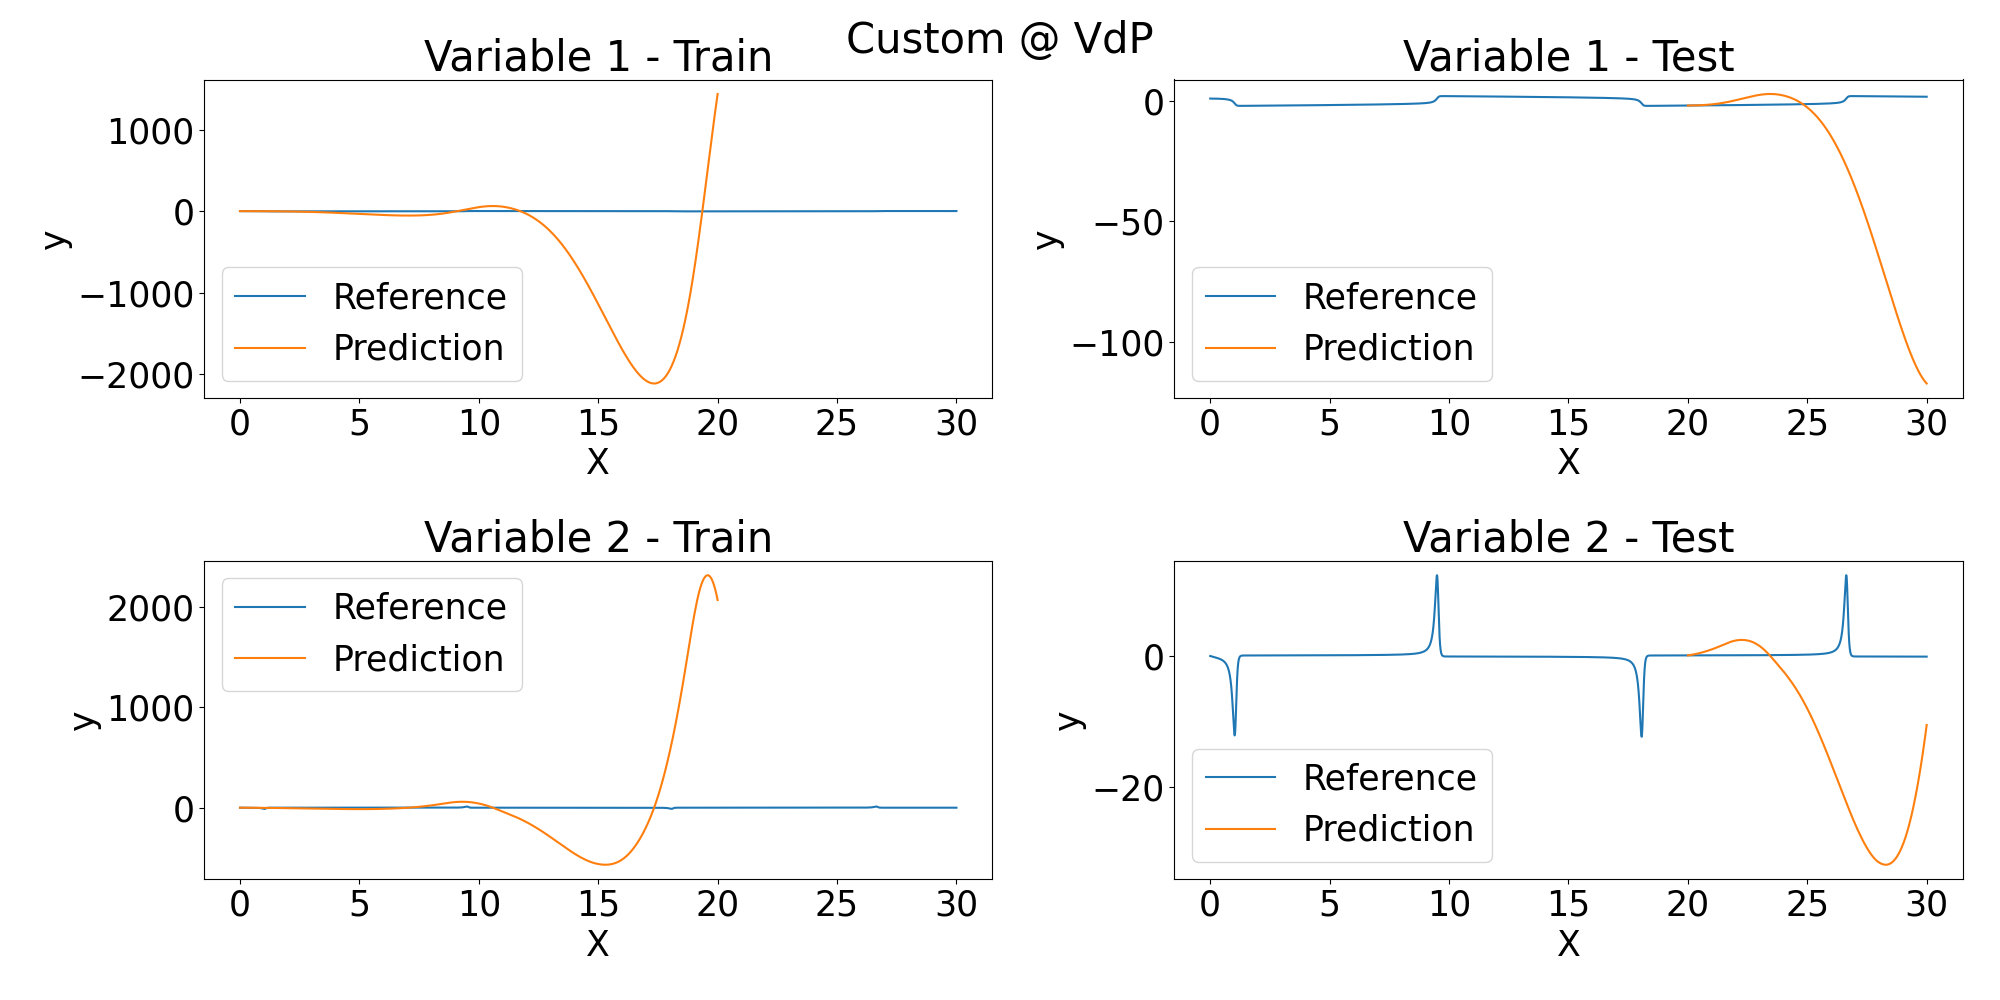 Custom @ VdP
Variable 1 - Train
1000
0
−1000
−2000
y
Reference
Prediction
0 5 10 15 20 25 30
X
Variable 1 - Test
0
−50
−100
y
Reference
Prediction
0 5 10 15 20 25 30
X
Variable 2 - Train
2000
1000
0
y
Reference
Prediction
0 5 10 15 20 25 30
X
Variable 2 - Test
0
−20
y
Reference
Prediction
0 5 10 15 20 25 30
X